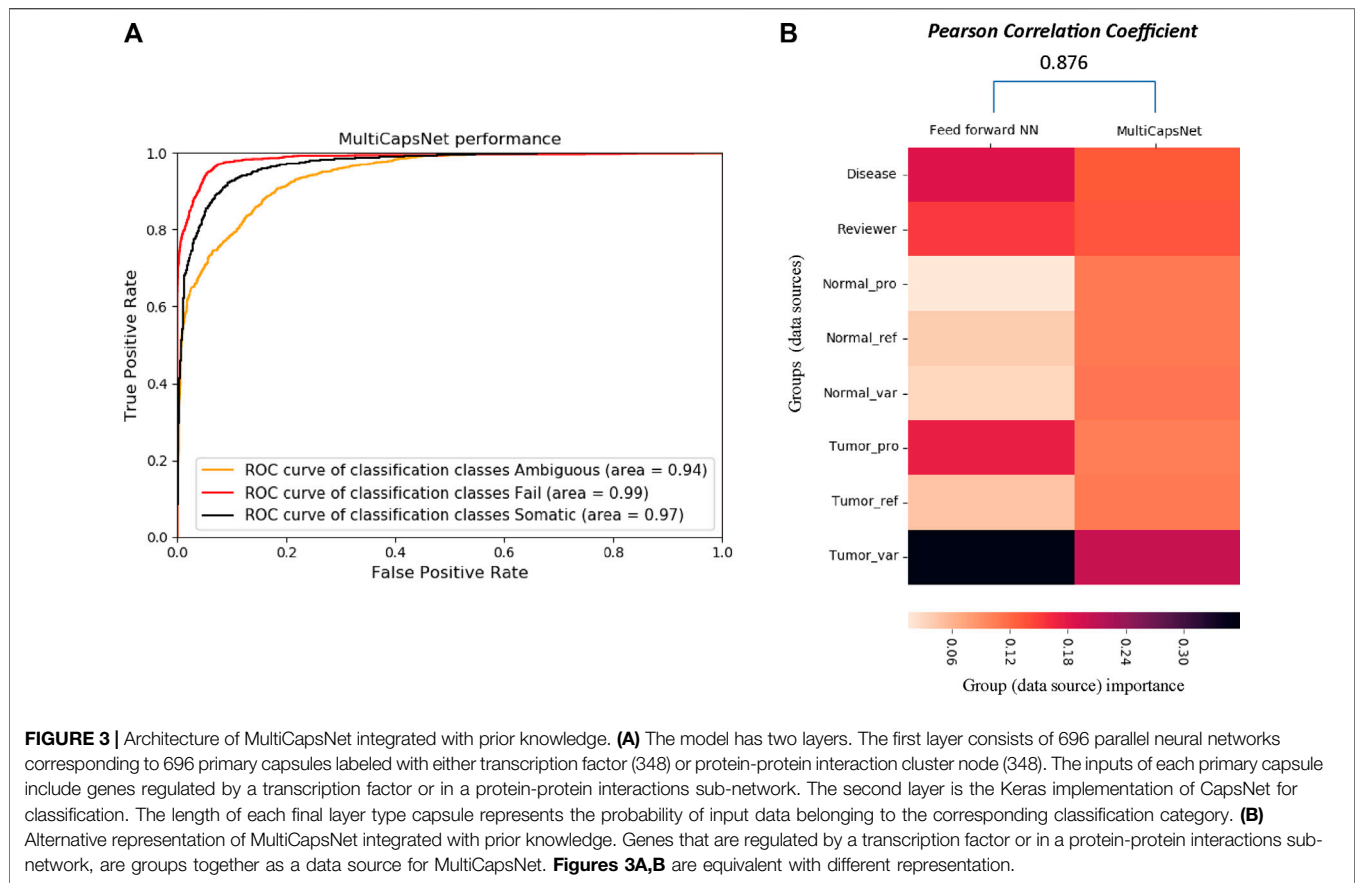 A
MultiCapsNet performance
1.0
0.8
0.6
0.4
0.2
0.0
True Positive Rate
0.0 0.2 0.4 0.6 0.8 1.0
False Positive Rate
ROC curve of classification classes Ambiguous (area = 0.94)
ROC curve of classification classes Fail (area = 0.99)
ROC curve of classification classes Somatic (area = 0.97)
B
Pearson Correlation Coefficient
0.876
Feed forward NN MultiCapsNet
Groups (data sources)
Disease
Reviewer
Normal_pro
Normal_ref
Normal_var
Tumor_pro
Tumor_ref
Tumor_var
0.06 0.12 0.18 0.24 0.30
Group (data source) importance
FIGURE 3 | Architecture of MultiCapsNet integrated with prior knowledge. (A) The model has two layers. The first layer consists of 696 parallel neural networks
corresponding to 696 primary capsules labeled with either transcription factor (348) or protein-protein interaction cluster node (348). The inputs of each primary capsule
include genes regulated by a transcription factor or in a protein-protein interactions sub-network. The second layer is the Keras implementation of CapsNet for
classification. The length of each final layer type capsule represents the probability of input data belonging to the corresponding classification category. (B)
Alternative representation of MultiCapsNet integrated with prior knowledge. Genes that are regulated by a transcription factor or in a protein-protein interactions sub-
network, are groups together as a data source for MultiCapsNet. Figures 3A,B are equivalent with different representation.